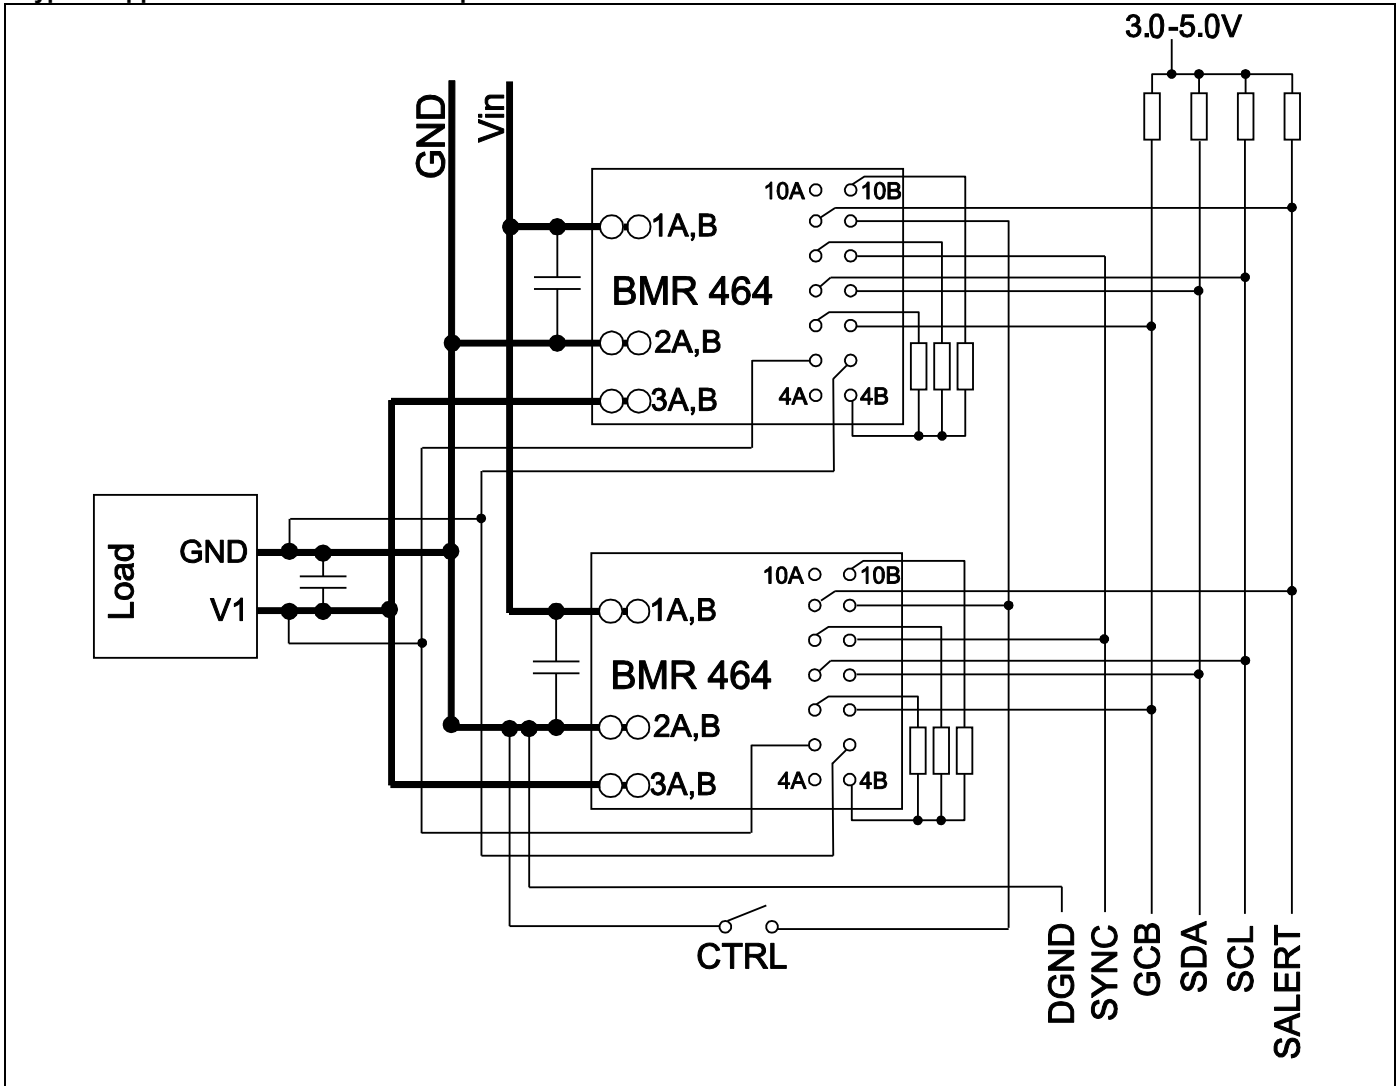 3.0-5.0V
GND
Vin
10A
10B
1A,B
BMR 464
2A,B
3A,B
4A
4B
Load
GND
V1
10A
10B
1A,B
BMR 464
2A,B
3A,B
4A
4B
CTRL
DGND
SYNC
GCB
SDA
SCL
SALERT